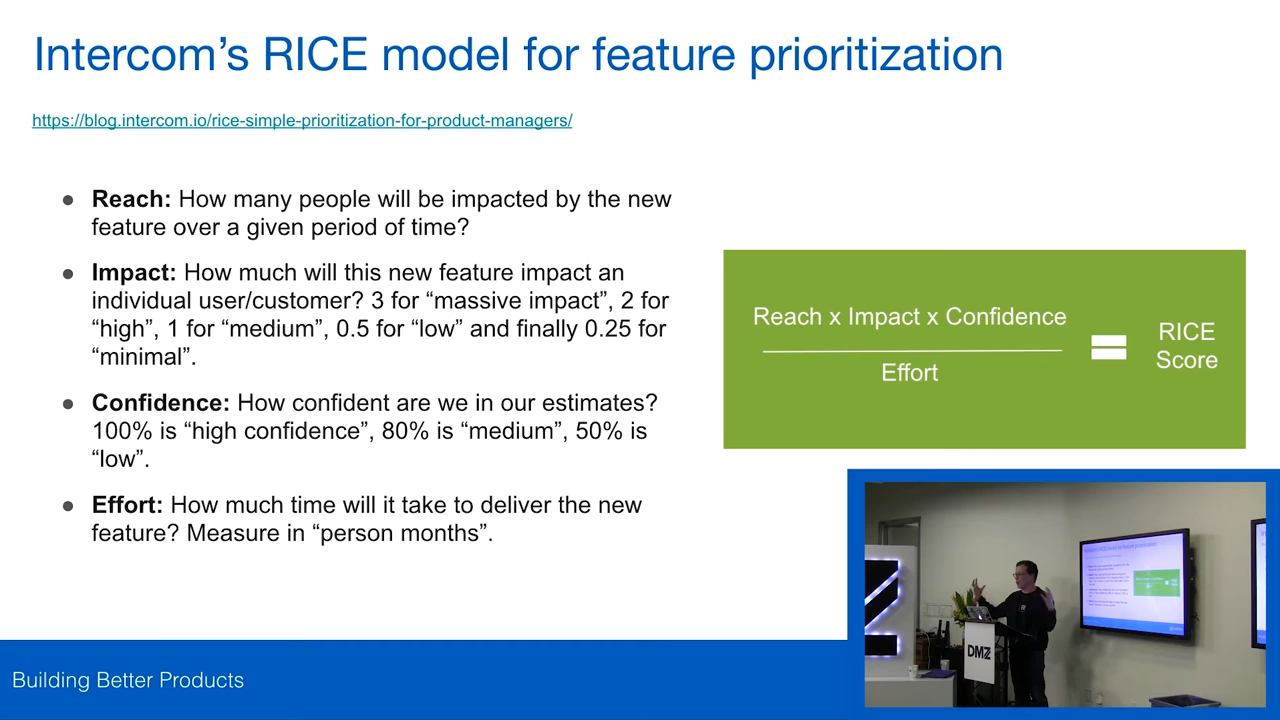 Intercom’s RICE model for feature prioritization
https://blog.intercom.io/rice-simple-prioritization-for-product-managers/
● Reach: How many people will be impacted by the new
feature over a given period of time?
● Impact: How much will this new feature impact an
individual user/customer? 3 for “massive impact”, 2 for
“high”, 1 for “medium”, 0.5 for “low” and finally 0.25 for
“minimal”.
● Confidence: How confident are we in our estimates?
100% is “high confidence”, 80% is “medium”, 50% is
“low”.
● Effort: How much time will it take to deliver the new
feature? Measure in “person months”.
Reach x Impact x Confidence
Effort
RICE
Score
DMZ
Building Better Products